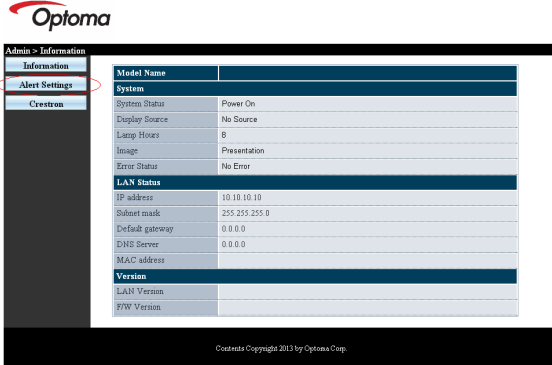 Optoma
Admin > Information
Information
Alert Settings
Crestron
Model Name
System
System Status Power On
Display Source No Source
Lamp Hours 8
Image Presentation
Error Status No Error
LAN Status
IP address 10.10.10.10
Subnet mask 255.255.255.0
Default gateway 0.0.0.0
DNS Server 0.0.0.0
MAC address
Version
LAN Version
F/W Version
Contents Copyright 2013 by Optoma Corp.